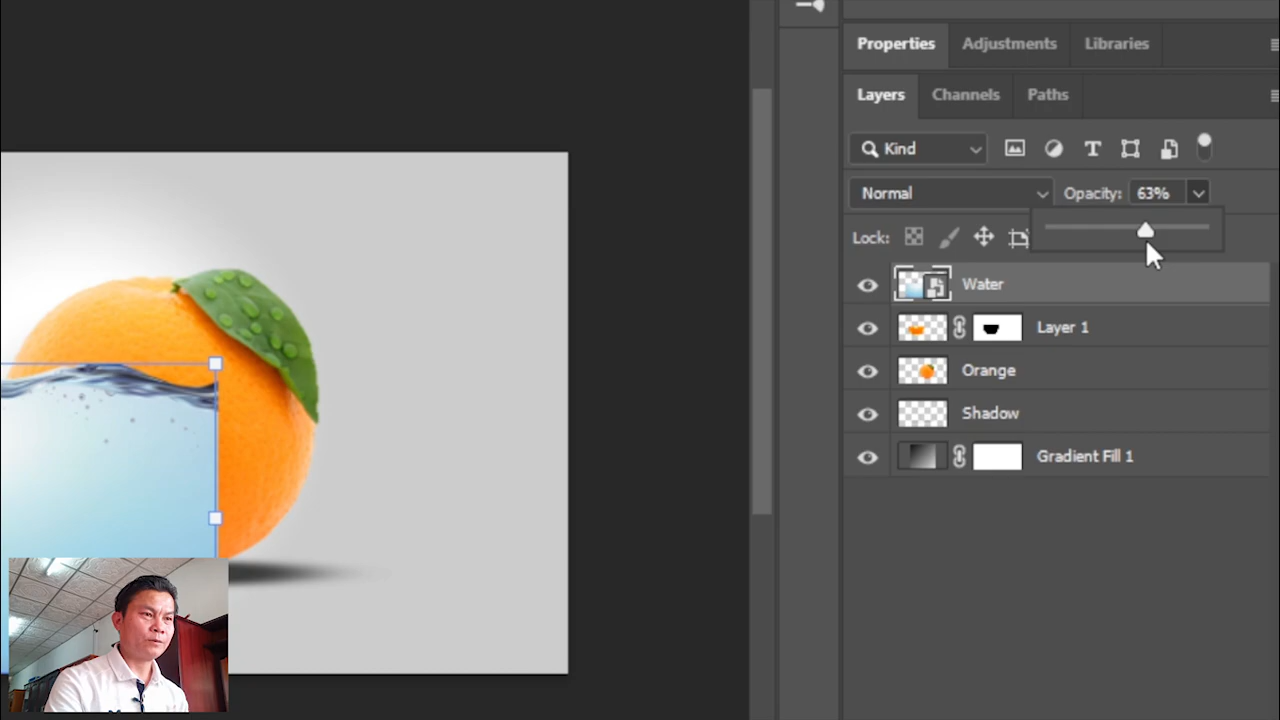 Properties Adjustments Libraries
Layers Channels Paths
Kind
Normal Opacity: 63%
Lock:
Water
Layer 1
Orange
Shadow
Gradient Fill 1